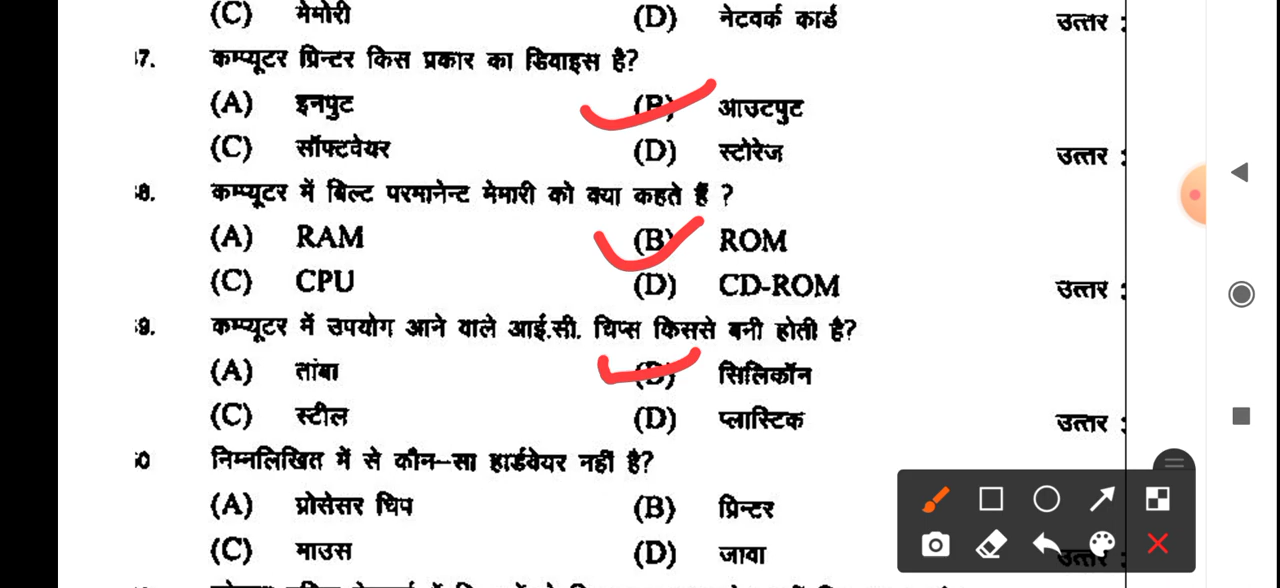 (C) मेमोरी (D) नेटवर्क कार्ड उत्तर :
7. कम्प्यूटर प्रिन्टर किस प्रकार का डिवाइस है?
(A) इनपुट (B) आउटपुट
(C) सॉफ्टवेयर (D) स्टोरेज उत्तर :
8. कम्प्यूटर में बिल्ट परमानेन्ट मेमारी को क्या कहते हैं ?
(A) RAM (B) ROM
(C) CPU (D) CD-ROM उत्तर :
9. कम्प्यूटर में उपयोग आने वाले आई.सी. चिप्स किससे बनी होती है?
(A) तांबा (B) सिलिकॉन
(C) स्टील (D) प्लास्टिक उत्तर :
0 निम्नलिखित में से कौन-सा हार्डवेयर नहीं है?
(A) प्रोसेसर चिप (B) प्रिन्टर
(C) माउस (D) जावा उत्तर :